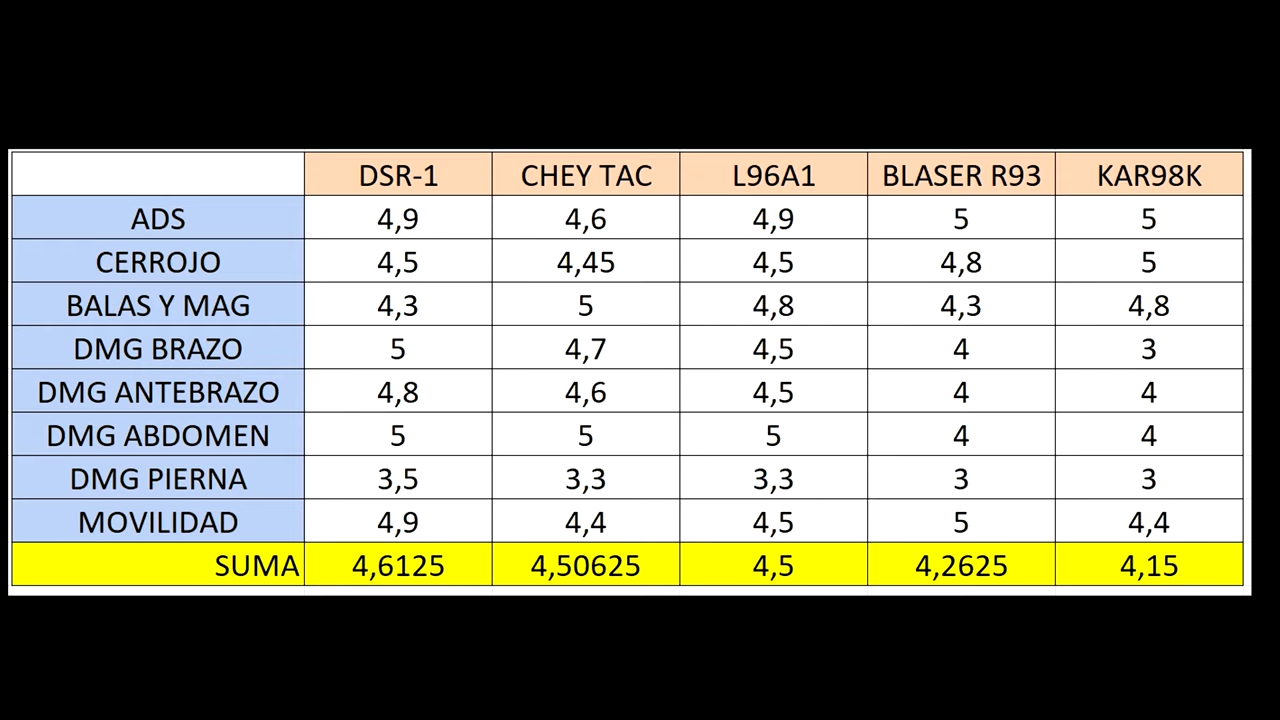 DSR-1 CHEY TAC L96A1 BLASER R93 KAR98K
ADS 4,9 4,6 4,9 5 5
CERROJO 4,5 4,45 4,5 4,8 5
BALAS Y MAG 4,3 5 4,8 4,3 4,8
DMG BRAZO 5 4,7 4,5 4 3
DMG ANTEBRAZO 4,8 4,6 4,5 4 4
DMG ABDOMEN 5 5 5 4 4
DMG PIERNA 3,5 3,3 3,3 3 3
MOVILIDAD 4,9 4,4 4,5 5 4,4
SUMA 4,6125 4,50625 4,5 4,2625 4,15